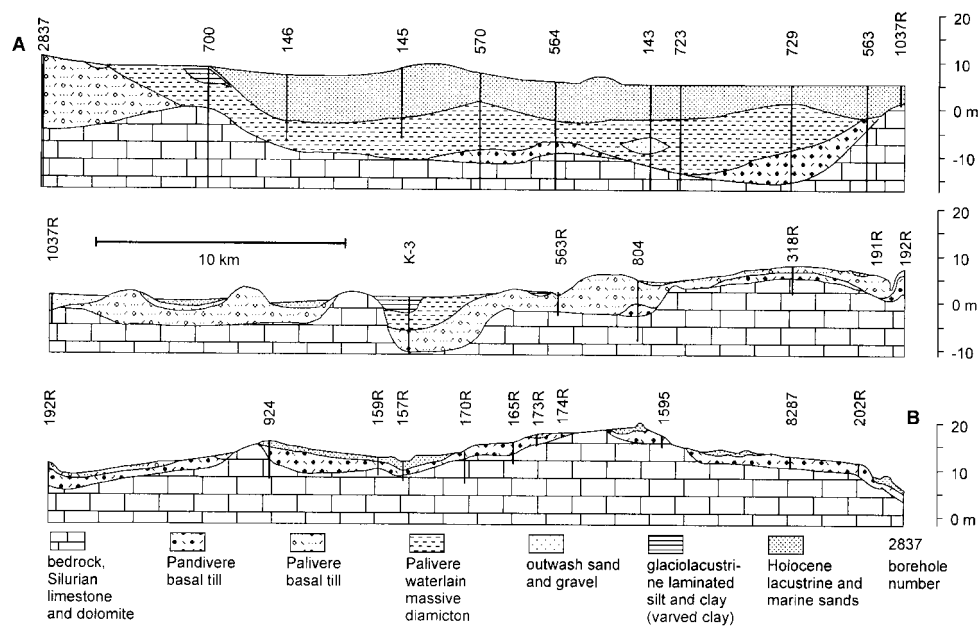 A
2837
700
146
145
570
564
143
723
729
563
1037R
20
10
0 m
-10
1037R
10 km
K-3
563R
804
318R
191R
192R
10
0 m
-10
192R
924
159R
157R
170R
165R
173R
174R
1595
8287
202R
B
20
10
0 m
bedrock,
Silurian
limestone
and dolomite
Pandivere
basal till
Palivere
basal till
Palivere
waterlain
massive
diamicton
outwash sand
and gravel
glaciolacustri-
ne laminated
silt and clay
(varved clay)
Holocene
lacustrine and
marine sands
2837
borehole
number